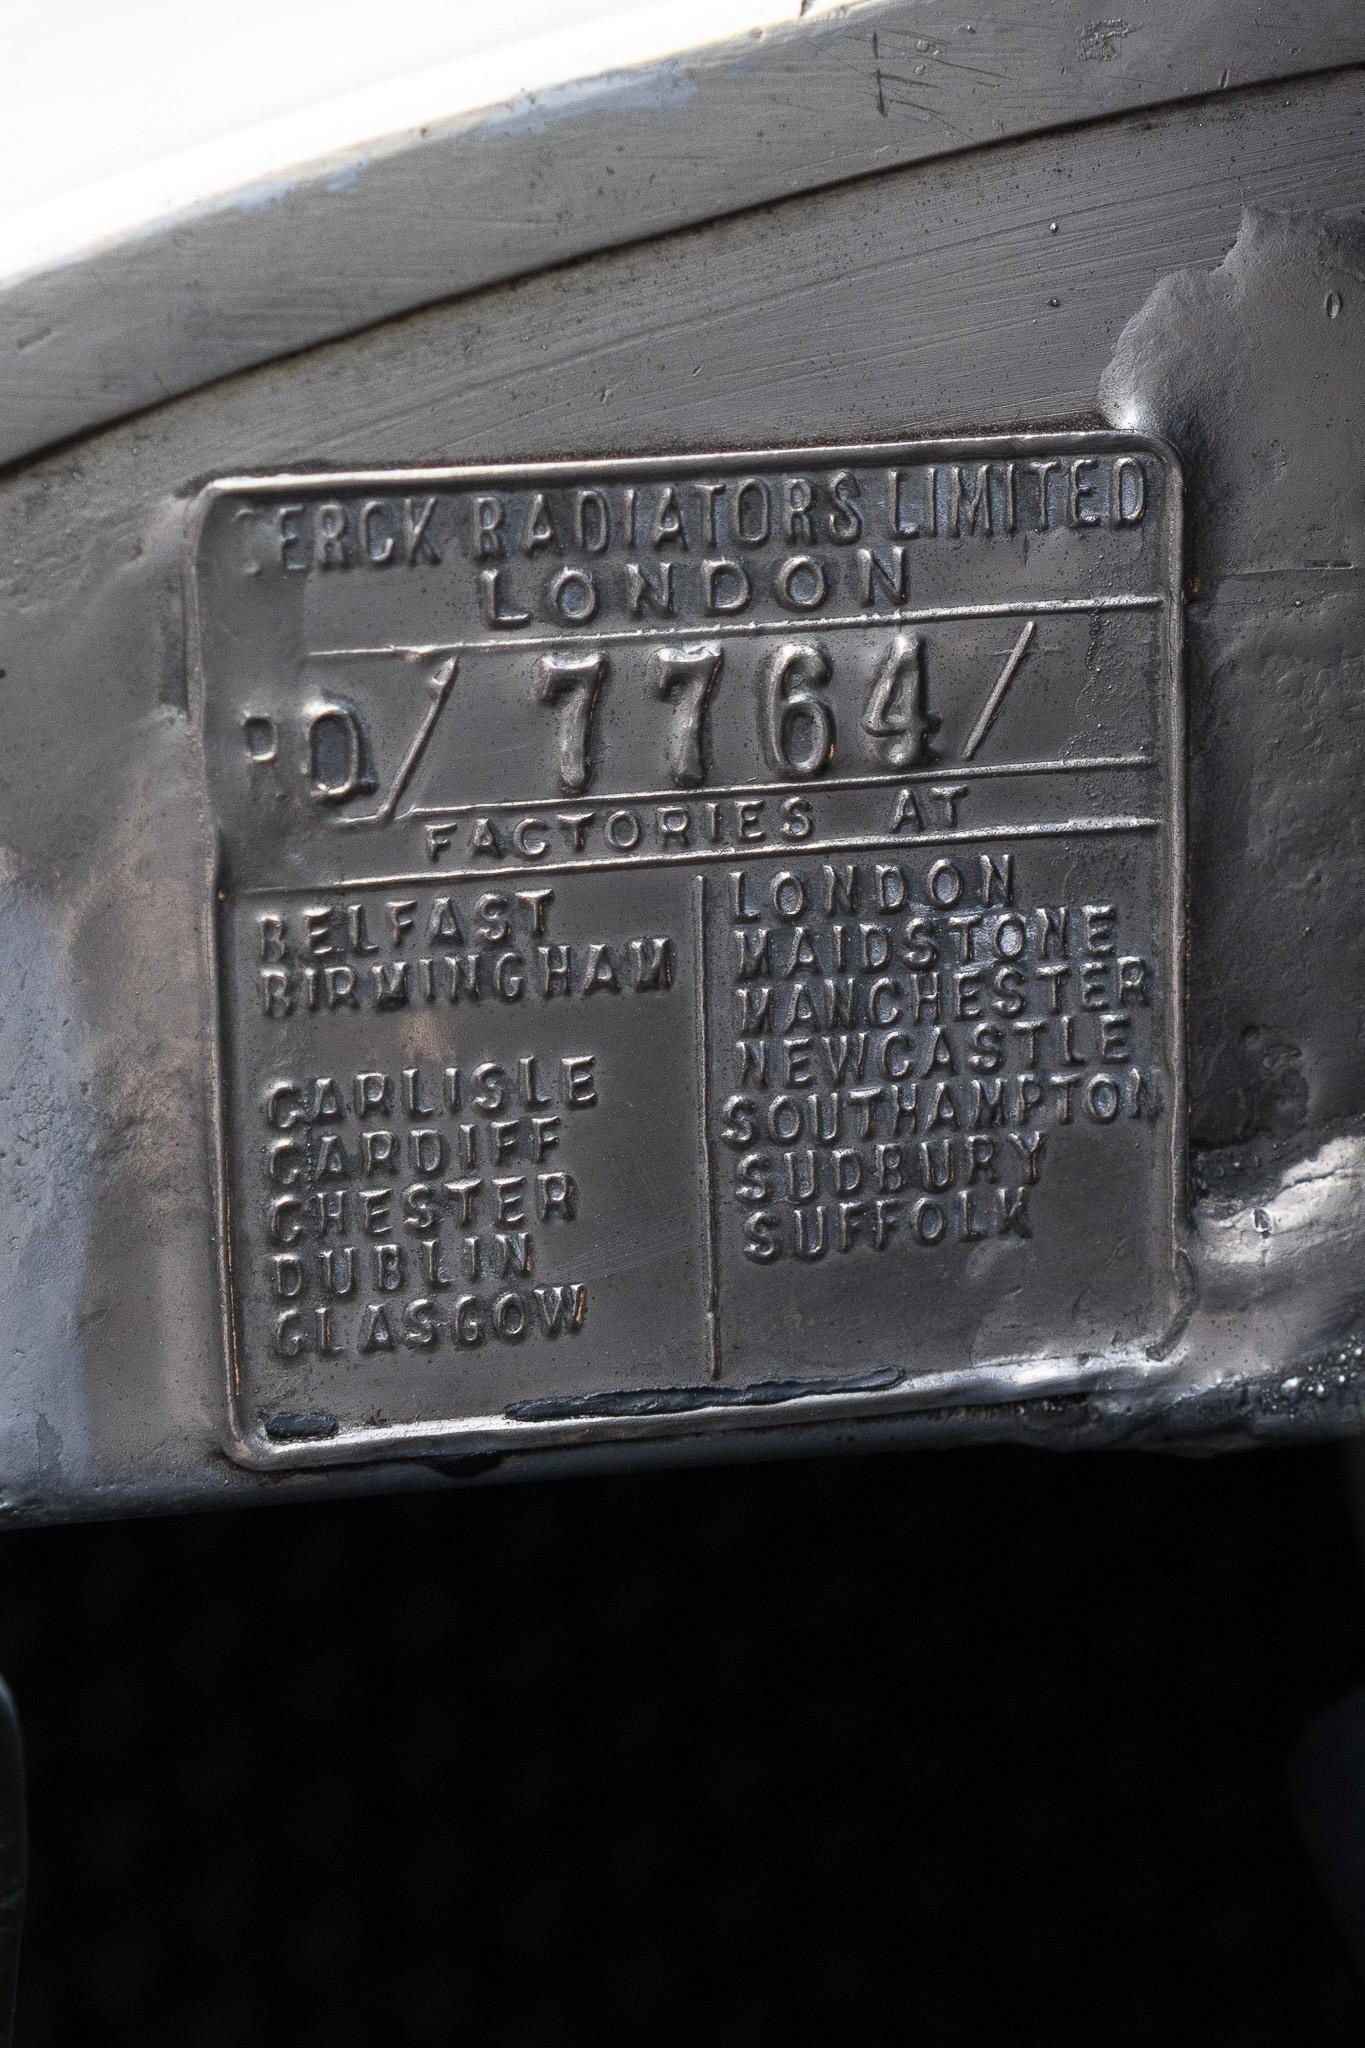 SERCK RADIATORS LIMITED
LONDON
PQ/ 7764/
FACTORIES AT
BELFAST
BIRMINGHAM
CARLISLE
CARDIFF
CHESTER
DUBLIN
GLASGOW
LONDON
MAIDSTONE
MANCHESTER
NEWCASTLE
SOUTHAMPTON
SUDBURY
SUFFOLK